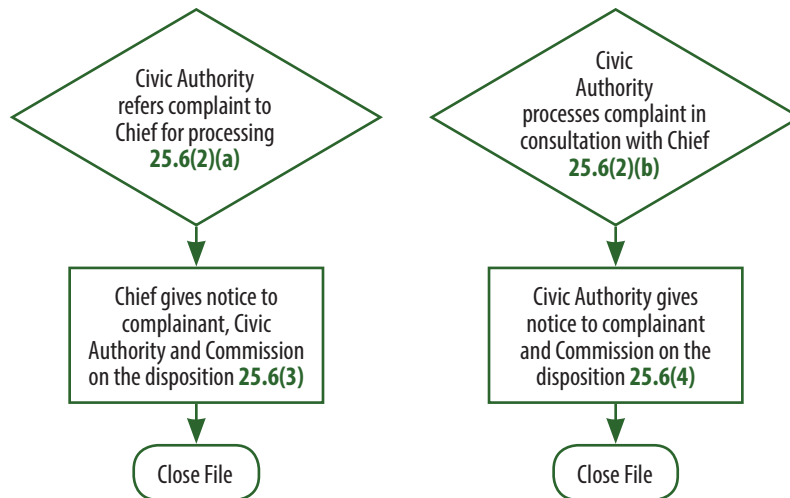 Civic Authority
refers complaint to
Chief for processing
25.6(2)(a)
Chief gives notice to
complainant, Civic
Authority and Commission
on the disposition 25.6(3)
Close File
Civic
Authority
processes complaint in
consultation with Chief
25.6(2)(b)
Civic Authority gives
notice to complainant
and Commission on the
disposition 25.6(4)
Close File